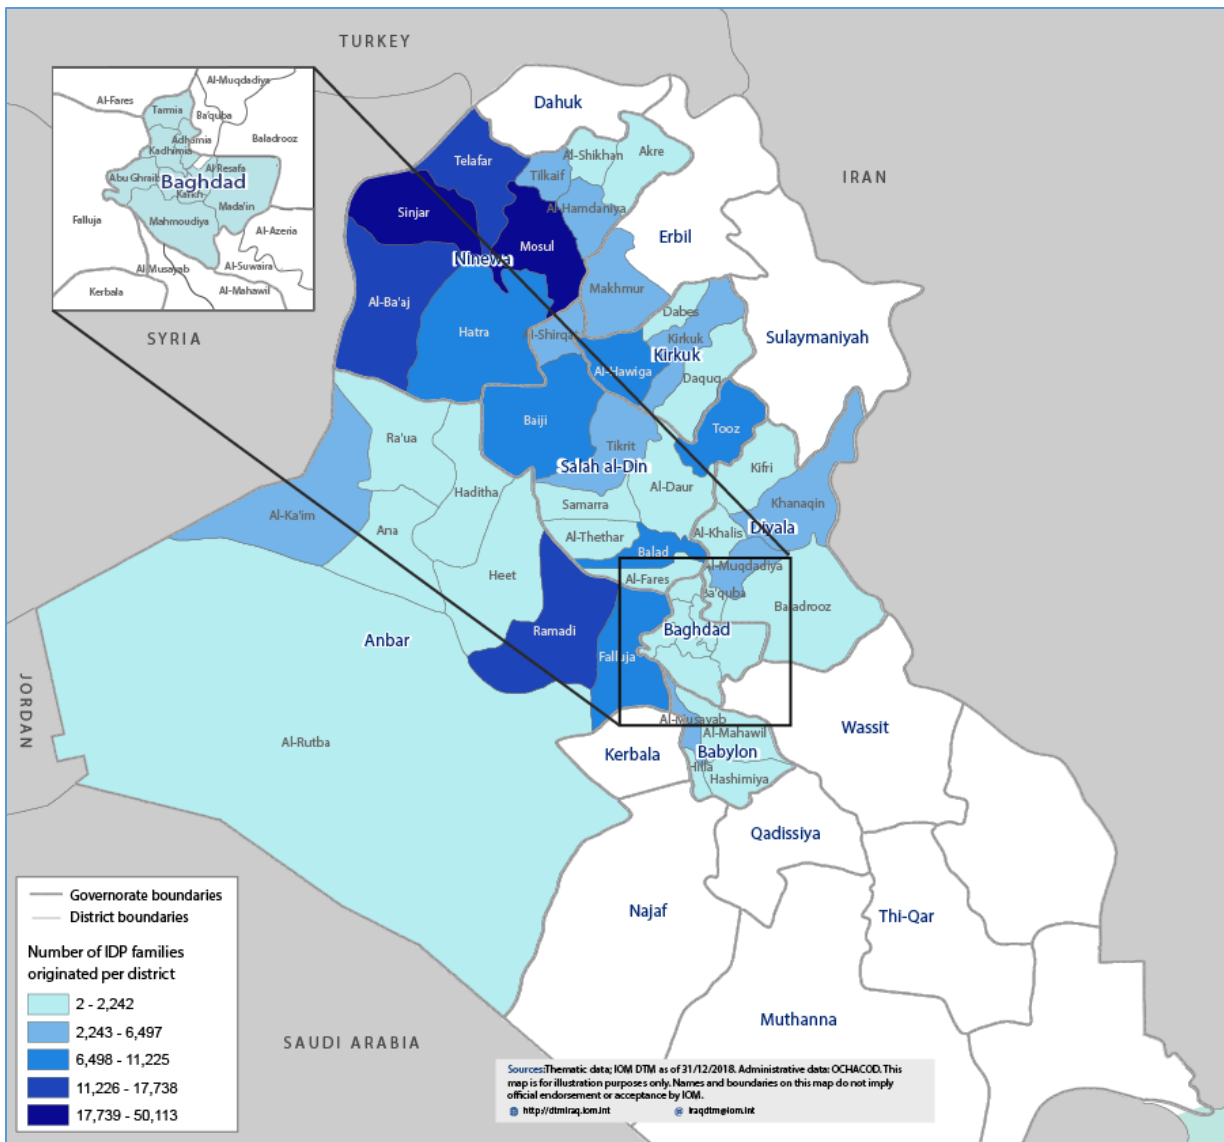 TURKEY
Al-Muqdadiya
Al-Fares
Tarmia
Ba'quba
Adhamia
Baladrooz
Kadhimia
Al Resafa
Abu Ghraib
Baghdad
Karkh
Mada'in
Falluja
Mahmoudiya
Al-Azeria
Al Musayab
Al-Suwaira
Kerbala
Al-Mahawil
SYRIA
IRAN
JORDAN
SAUDI ARABIA
Dahuk
Telafar
Al-Shikhan
Akre
Tilkaif
Sinjar
Al-Hamdaniya
Mosul
Erbil
Ninewa
Makhmur
Al-Ba'aj
Hatra
Dabes
Al-Shirqat
Kirkuk
Kirkuk
Sulaymaniyah
Al-Hawiga
Daquq
Baiji
Tooz
Ra'ua
Tikrit
Salah al-Din
Kifri
Haditha
Al-Daur
Khanaqin
Samarra
Al-Ka'im
Diyala
Ana
Al-Thethar
Al-Khalis
Balad
Al-Muqdadiya
Heet
Al-Fares
Ba'quba
Baladrooz
Ramadi
Baghdad
Anbar
Falluja
Al-Musayab
Al-Mahawil
Wassit
Al-Rutba
Kerbala
Babylon
Hilla
Hashimiya
Qadissiya
Najaf
Thi-Qar
Muthanna
Governorate boundaries
District boundaries
Number of IDP families
originated per district
2 - 2,242
2,243 - 6,497
6,498 - 11,225
11,226 - 17,738
17,739 - 50,113
Sources:Thematic data; IOM DTM as of 31/12/2018. Administrative data: OCHACOD. This
map is for illustration purposes only. Names and boundaries on this map do not imply
official endorsement or acceptance by IOM.
http://dtmiraq.iom.int
iraqdtm@iom.int